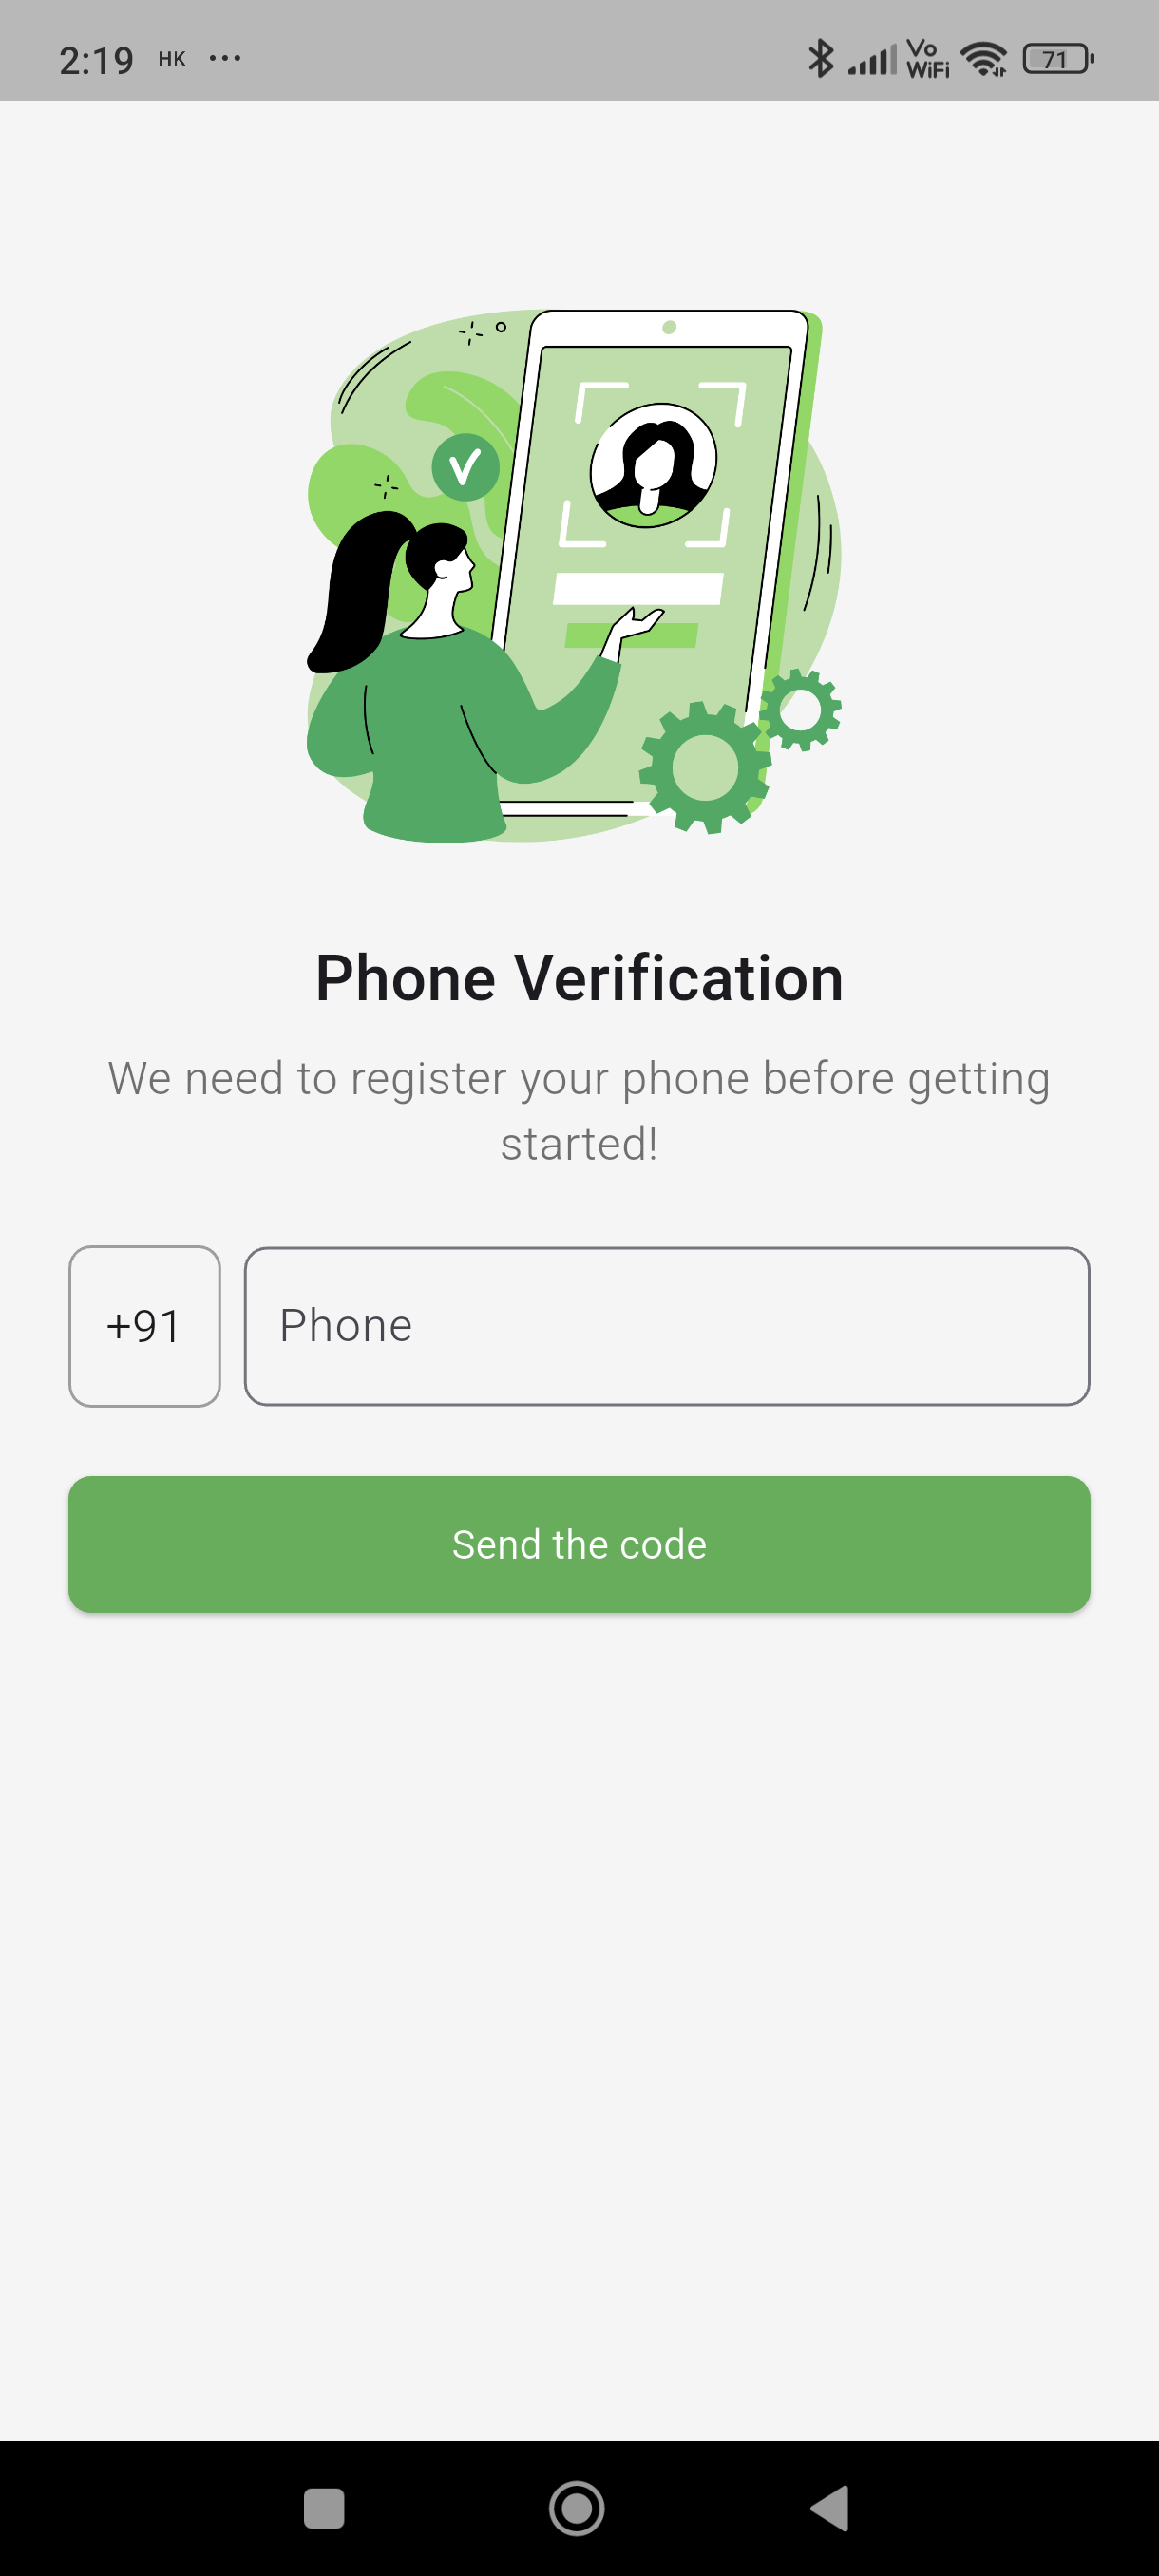 2:19 HK ... Vo WiFi 71
Phone Verification
We need to register your phone before getting
started!
+91 Phone
Send the code